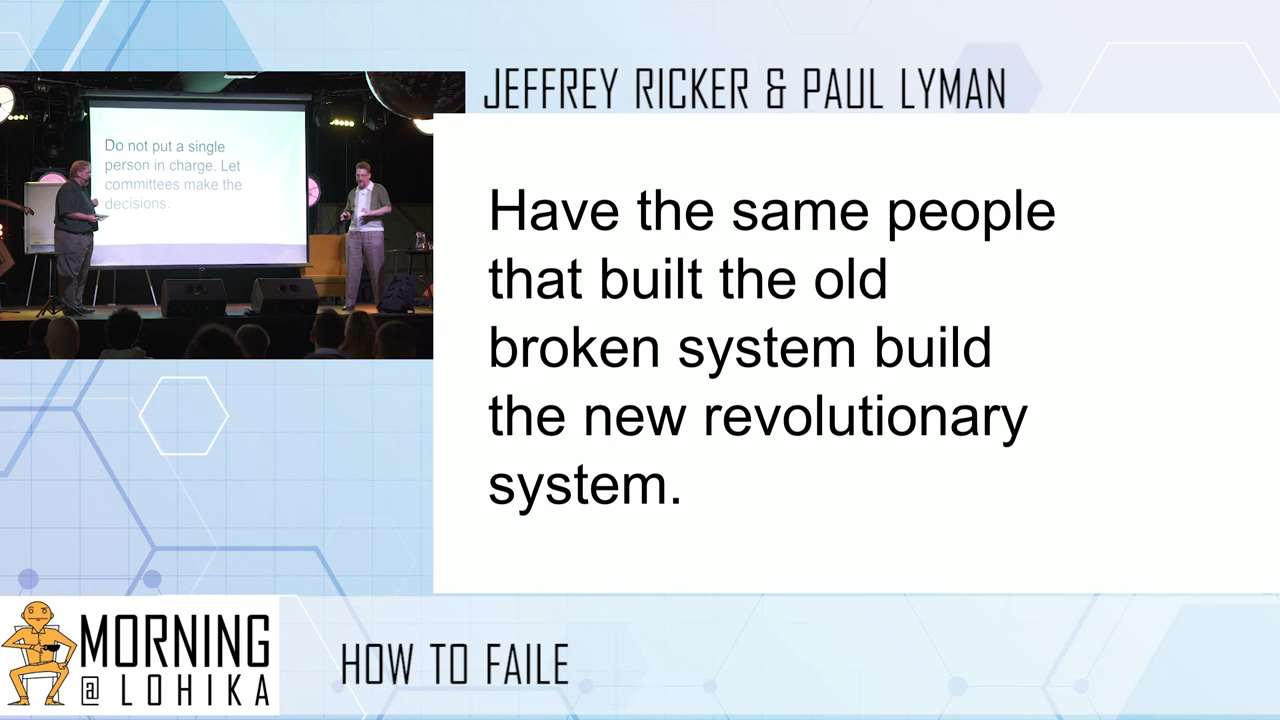 JEFFREY RICKER & PAUL LYMAN
Do not put a single
person in charge. Let
committees make the
decisions.
Have the same people
that built the old
broken system build
the new revolutionary
system.
MORNING
@ LOHIKA
HOW TO FAILE